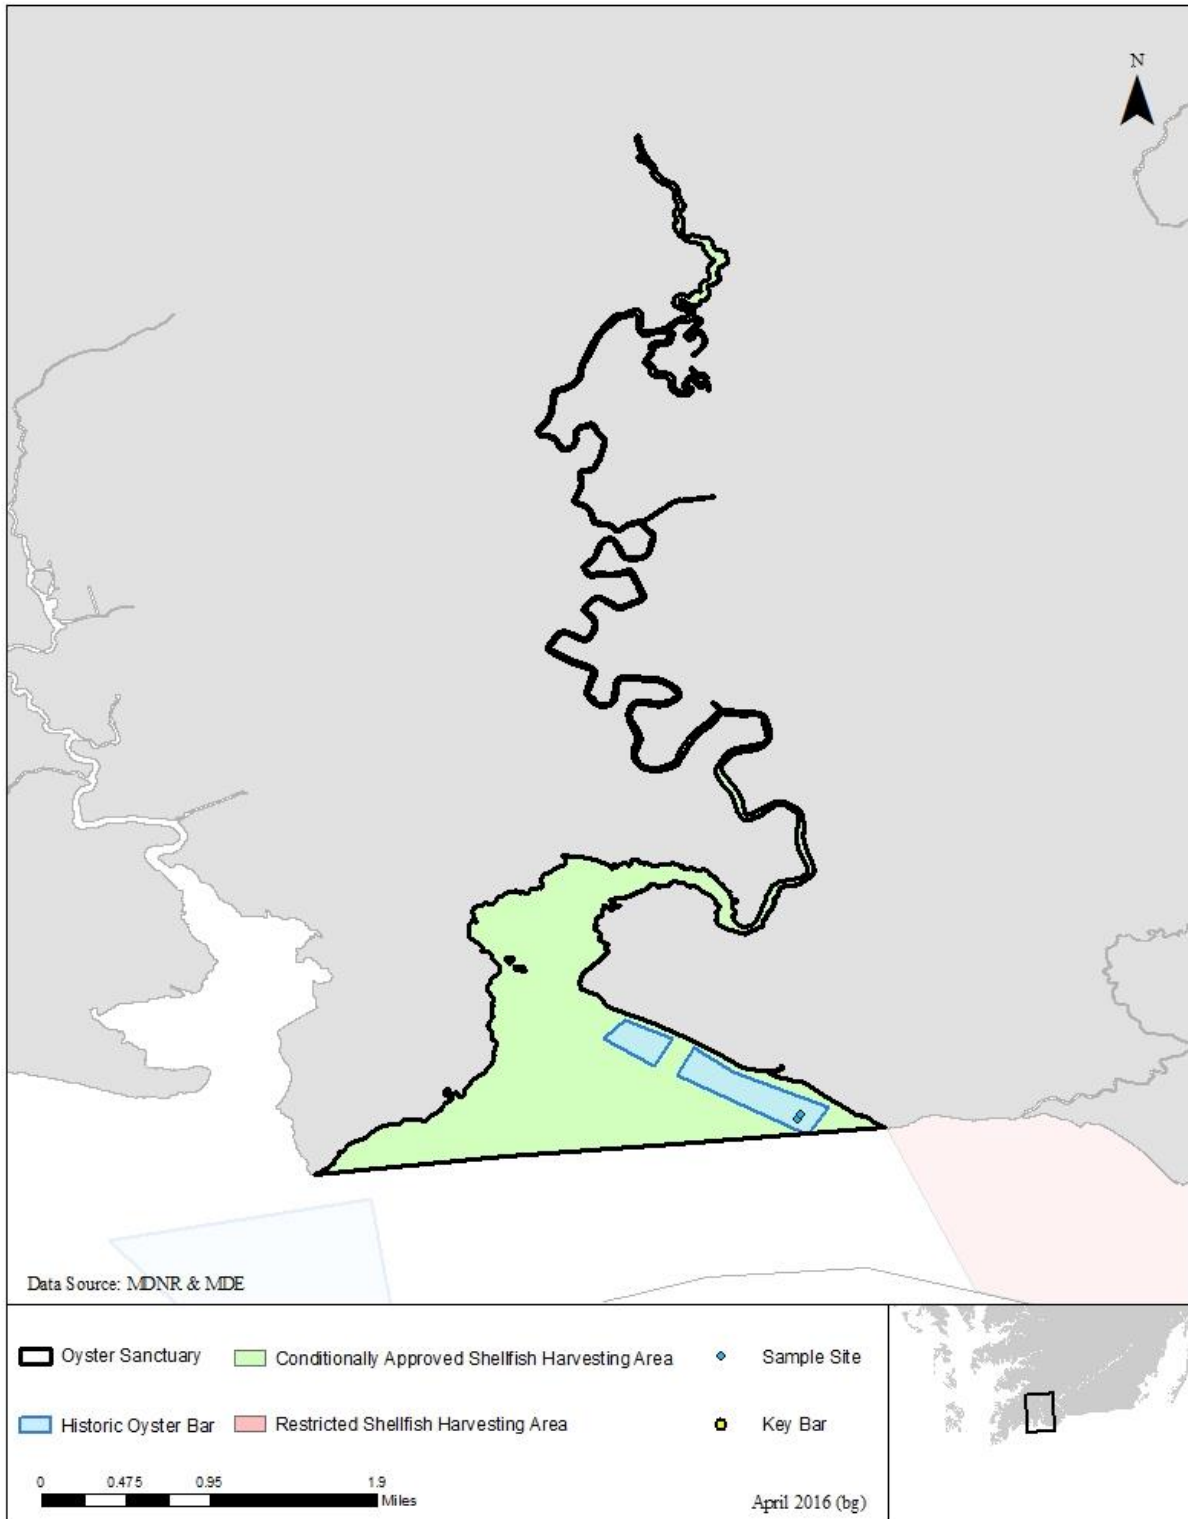 N
Data Source: MDNR & MDE
Oyster Sanctuary
Conditionally Approved Shellfish Harvesting Area
Sample Site
Historic Oyster Bar
Restricted Shellfish Harvesting Area
Key Bar
0 0.475 0.95 1.9
Miles
April 2016 (bg)